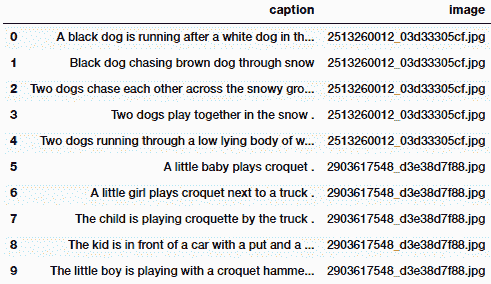 caption image
0 A black dog is running after a white dog in th... 2513260012_03d33305cf.jpg
1 Black dog chasing brown dog through snow 2513260012_03d33305cf.jpg
2 Two dogs chase each other across the snowy gro... 2513260012_03d33305cf.jpg
3 Two dogs play together in the snow . 2513260012_03d33305cf.jpg
4 Two dogs running through a low lying body of w... 2513260012_03d33305cf.jpg
5 A little baby plays croquet . 2903617548_d3e38d7f88.jpg
6 A little girl plays croquet next to a truck . 2903617548_d3e38d7f88.jpg
7 The child is playing croquette by the truck . 2903617548_d3e38d7f88.jpg
8 The kid is in front of a car with a put and a ... 2903617548_d3e38d7f88.jpg
9 The little boy is playing with a croquet hamme... 2903617548_d3e38d7f88.jpg